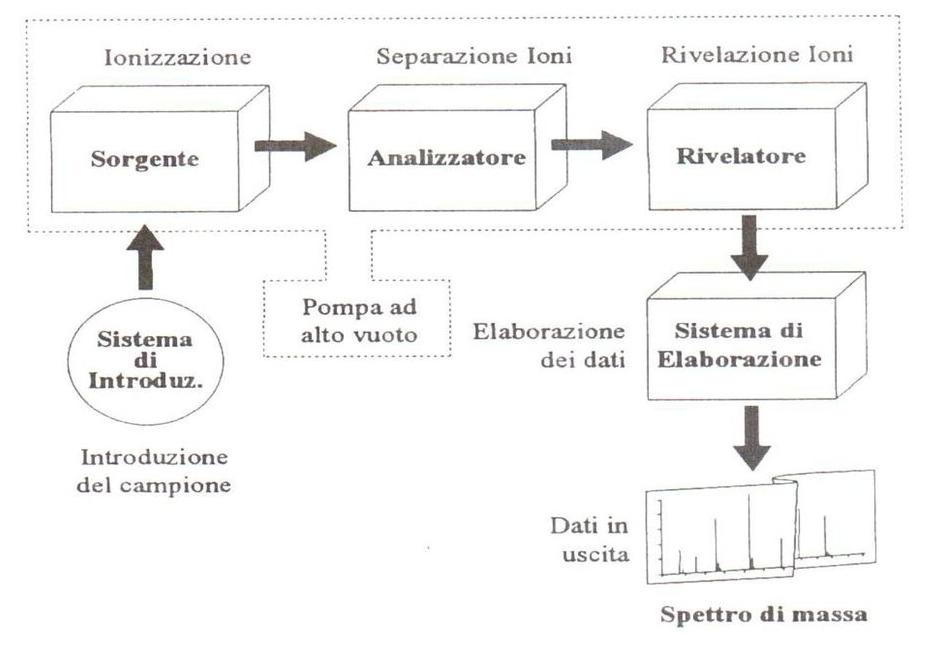 Ionizzazione
Separazione Ioni
Rivelazione Ioni
Sorgente
Analizzatore
Rivelatore
Pompa ad
alto vuoto
Sistema
di
Introduz.
Introduzione
del campione
Elaborazione
dei dati
Sistema di
Elaborazione
Dati in
uscita
Spettro di massa